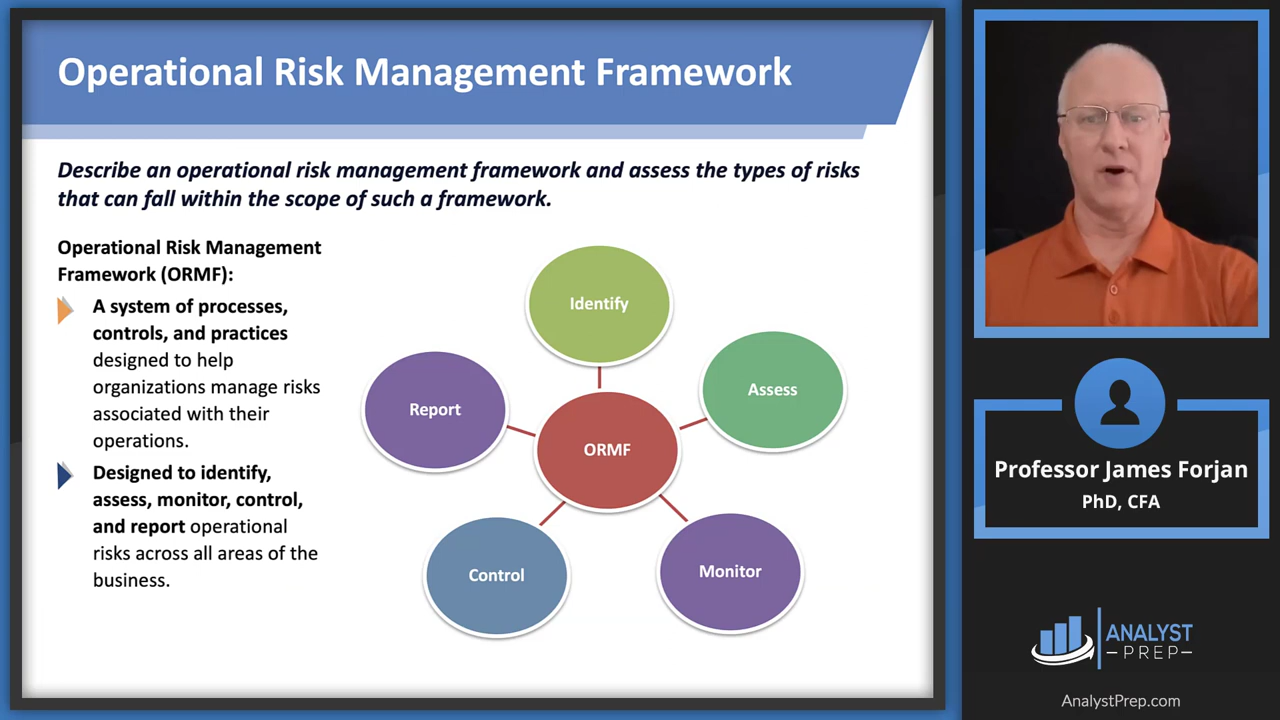 Operational Risk Management Framework
Describe an operational risk management framework and assess the types of risks
that can fall within the scope of such a framework.
Operational Risk Management
Framework (ORMF):
A system of processes,
controls, and practices
designed to help
organizations manage risks
associated with their
operations.
Designed to identify,
assess, monitor, control,
and report operational
risks across all areas of the
business.
Identify
Assess
Report
ORMF
Control
Monitor
Professor James Forjan
PhD, CFA
ANALYST
PREP
AnalystPrep.com